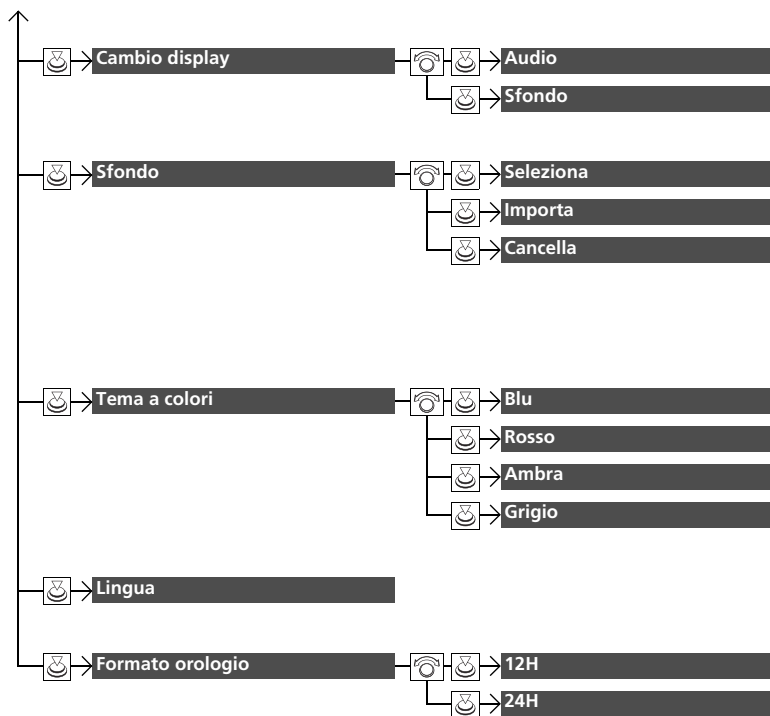 Cambio display
Audio
Sfondo
Sfondo
Seleziona
Importa
Cancella
Tema a colori
Blu
Rosso
Ambra
Grigio
Lingua
Formato orologio
12H
24H